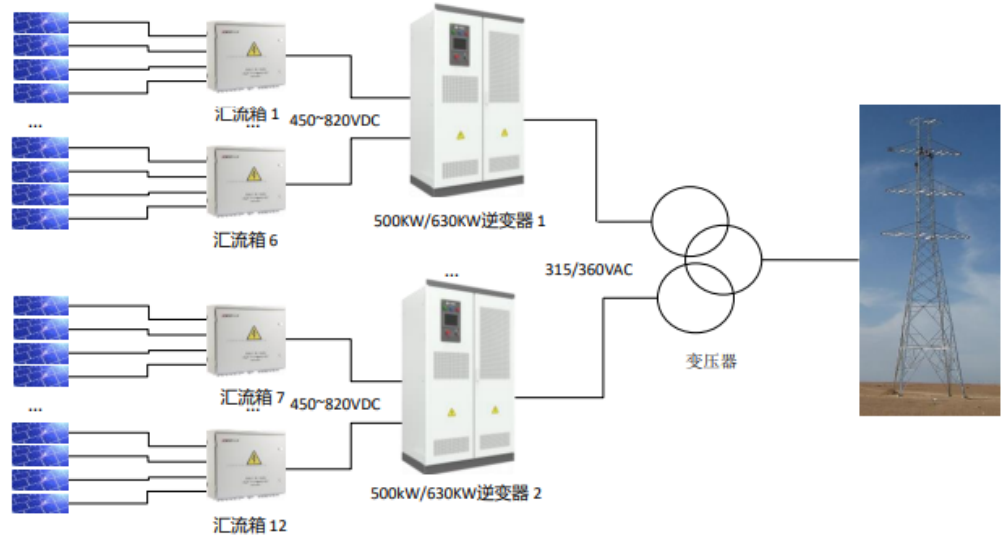 汇流箱 1
...
...
450~820VDC
汇流箱 6
500KW/630KW逆变器 1
...
315/360VAC
变压器
汇流箱 7
...
...
450~820VDC
汇流箱 12
500kW/630KW逆变器 2